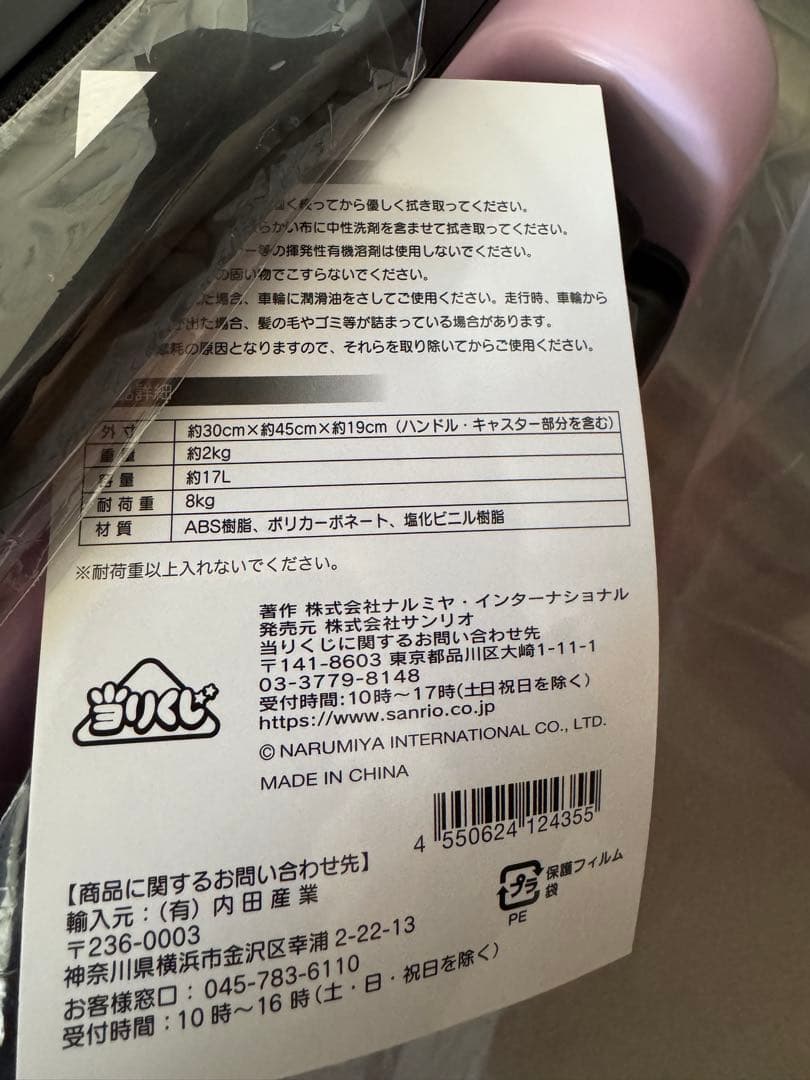 く絞ってから優しく拭き取ってください。
らかい布に中性洗剤を含ませて拭き取ってください。
ー等の揮発性有機溶剤は使用しないでください。
の固い物でこすらないでください。
た場合、車輪に潤滑油をさしてご使用ください。走行時、車輪から
が出た場合、髪の毛やゴミ等が詰まっている場合があります。
耗の原因となりますので、それらを取り除いてからご使用ください。
品詳細
外寸 約30cm×約45cm×約19cm（ハンドル・キャスター部分を含む）
重量 約2kg
容量 約17L
耐荷重 8kg
材質 ABS樹脂、ポリカーボネート、塩化ビニル樹脂
※耐荷重以上入れないでください。
著作 株式会社ナルミヤ・インターナショナル
発売元 株式会社サンリオ
当りくじに関するお問い合わせ先
〒141-8603 東京都品川区大崎1-11-1
03-3779-8148
受付時間:10時～17時(土日祝日を除く)
https://www.sanrio.co.jp
© NARUMIYA INTERNATIONAL CO., LTD.
MADE IN CHINA
当りくじ
4 550624 124355
【商品に関するお問い合わせ先】
輸入元：(有) 内田産業
〒236-0003
神奈川県横浜市金沢区幸浦 2-22-13
お客様窓口：045-783-6110
受付時間：10時～16時(土・日・祝日を除く)
プラ
PE
保護フィルム
袋